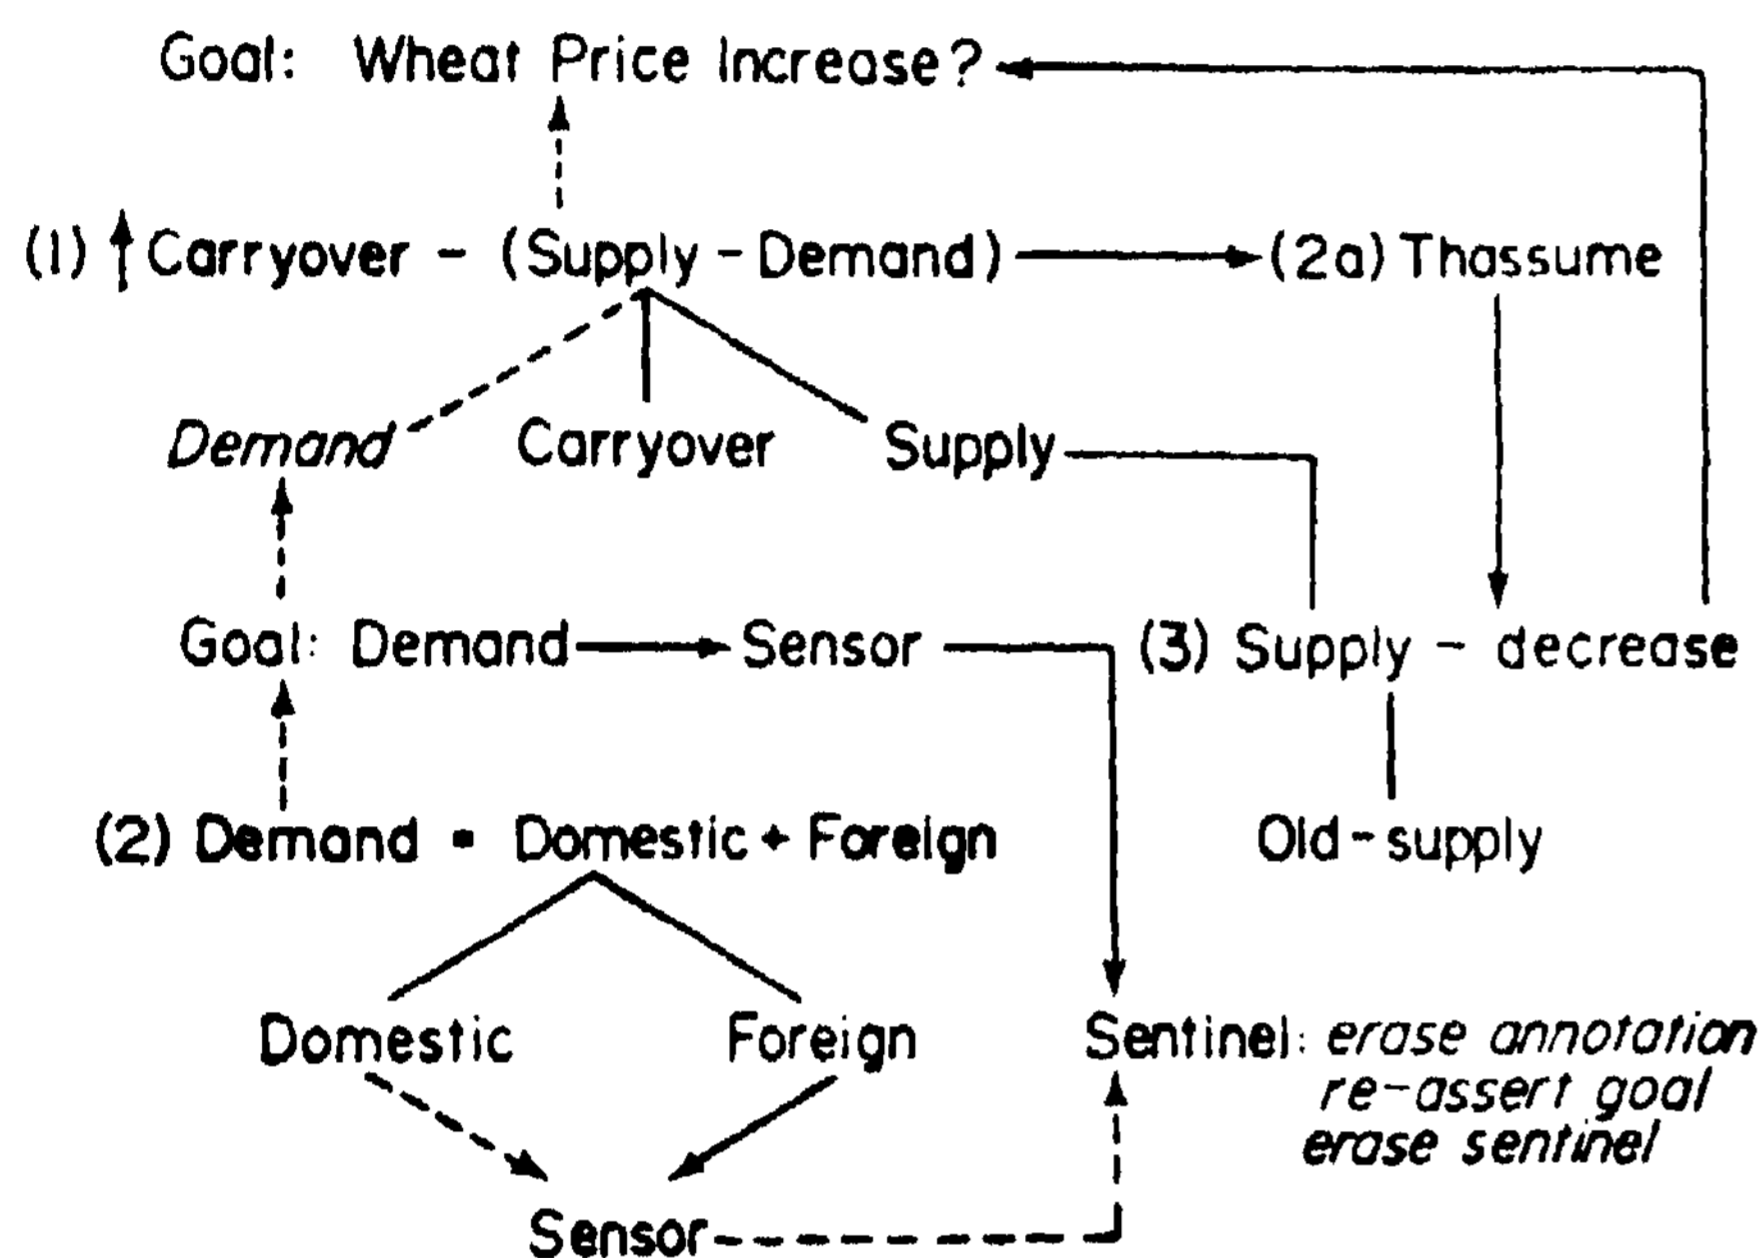 Goal: Wheat Price Increase?
(1) ↑ Carryover - (Supply - Demand) (2a) Thassume
Demand Carryover Supply
Goal: Demand Sensor (3) Supply - decrease
(2) Demand = Domestic + Foreign Old-supply
Domestic Foreign Sentinel: erase annotation
re-assert goal
erase sentinel
Sensor